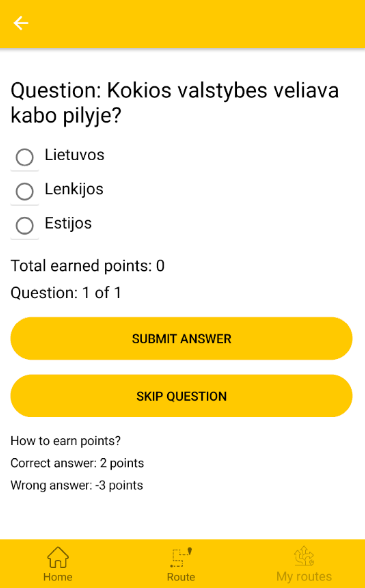 Question: Kokios valstybes veliava
kabo pilyje?
Lietuvos
Lenkijos
Estijos
Total earned points: 0
Question: 1 of 1
SUBMIT ANSWER
SKIP QUESTION
How to earn points?
Correct answer: 2 points
Wrong answer: -3 points
Home Route My routes